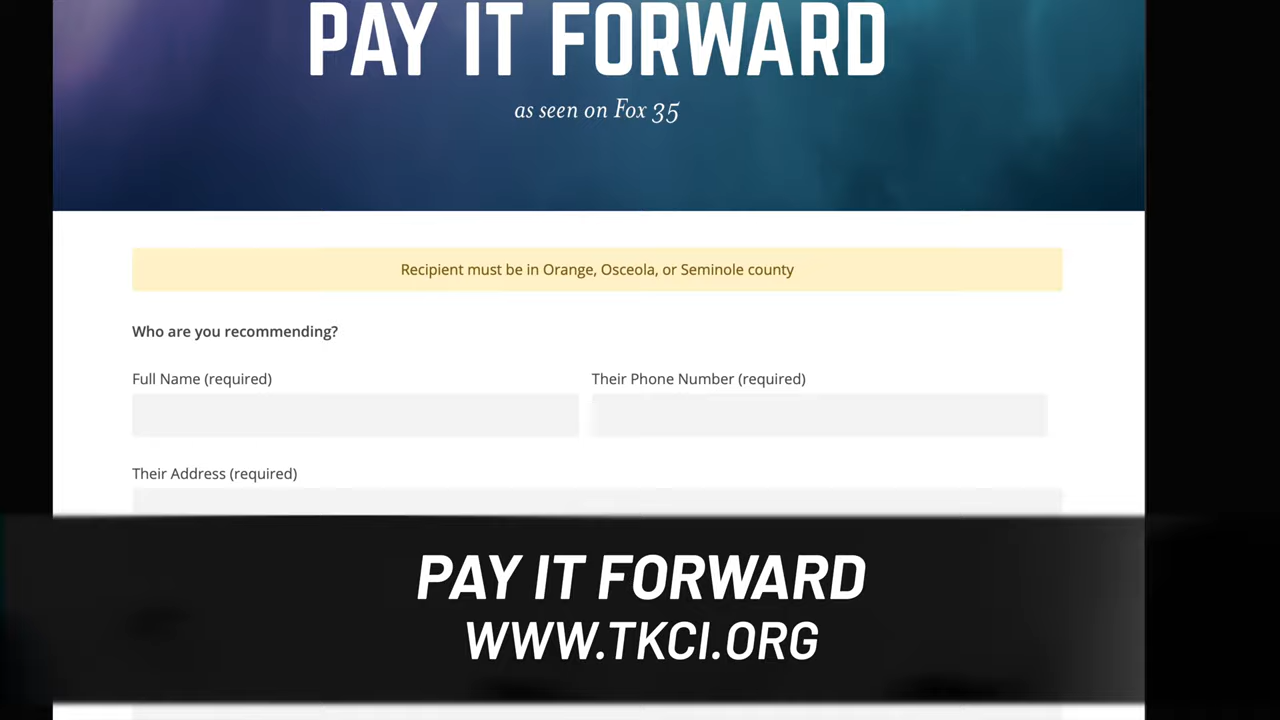 PAY IT FORWARD
as seen on Fox 35
Recipient must be in Orange, Osceola, or Seminole county
Who are you recommending?
Full Name (required)
Their Phone Number (required)
Their Address (required)
PAY IT FORWARD
WWW.TKCI.ORG